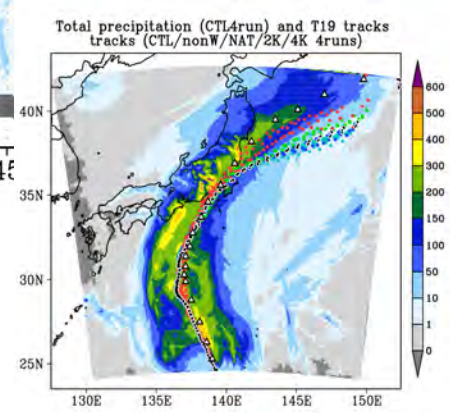 Total precipitation (CTL4run) and T19 tracks
tracks (CTL/nonW/NAT/2K/4K 4runs)
40N
35N
30N
25N
130E
135E
140E
145E
150E
600
500
400
300
200
150
100
50
10
1
0